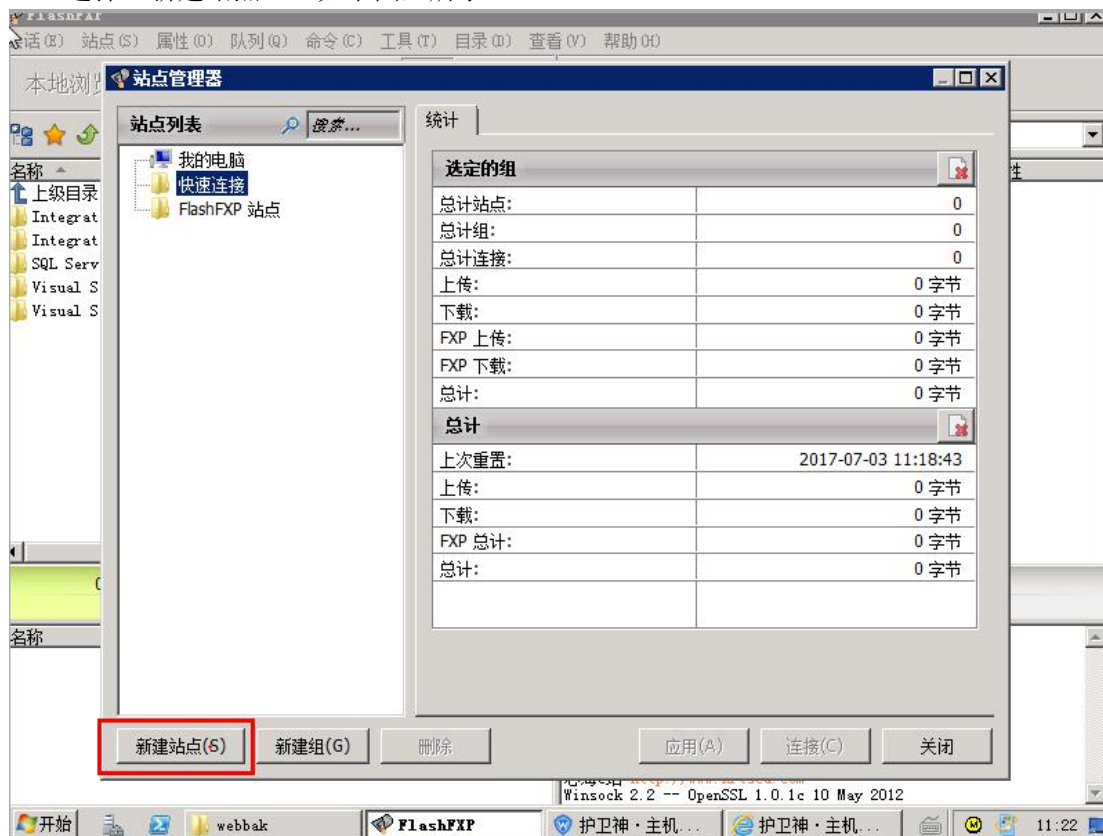 FlashFXP
话(E) 站点(S) 属性(O) 队列(Q) 命令(C) 工具(T) 目录(D) 查看(V) 帮助(H)
本地浏览
站点管理器
站点列表 搜索...
统计
我的电脑
快速连接
FlashFXP 站点
选定的组
总计站点: 0
总计组: 0
总计连接: 0
上传: 0 字节
下载: 0 字节
FXP 上传: 0 字节
FXP 下载: 0 字节
总计: 0 字节
总计
上次重置: 2017-07-03 11:18:43
上传: 0 字节
下载: 0 字节
FXP 总计: 0 字节
总计: 0 字节
名称
上级目录
Integrat
Integrat
SQL Serv
Visual S
Visual S
名称
新建站点(S) 新建组(G) 删除 应用(A) 连接(C) 关闭
Winsock 2.2 -- OpenSSL 1.0.1c 10 May 2012
开始 webbak FlashFXP 护卫神·主机... 护卫神·主机... 11:22